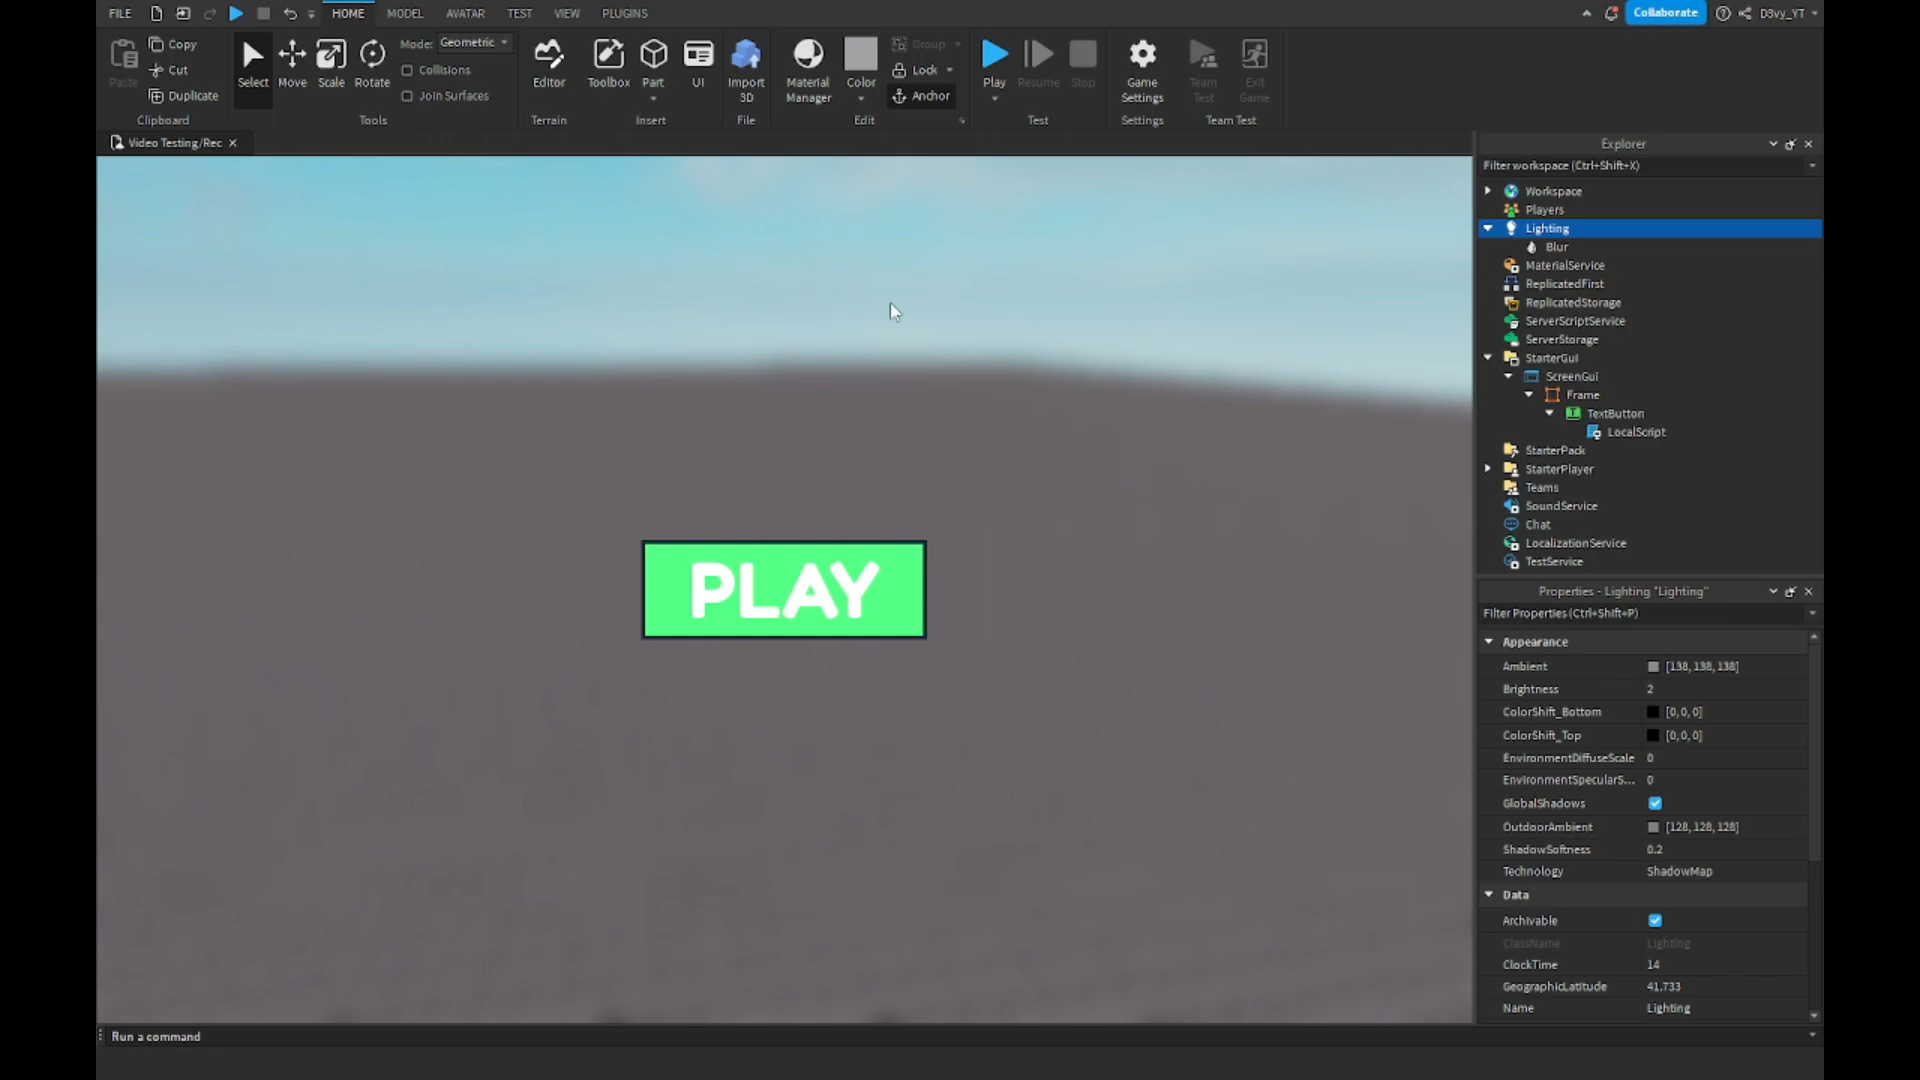 FILE HOME MODEL AVATAR TEST VIEW PLUGINS Collaborate D3vy_YT
Paste Copy Cut Duplicate Clipboard
Select Move Scale Rotate Mode: Geometric Collisions Join Surfaces Tools
Editor Terrain
Toolbox Part UI Insert
Import 3D File
Material Manager Color Group Lock Anchor Edit
Play Resume Stop Test
Game Settings Settings
Team Test Exit Game Team Test
Video Testing/Rec
PLAY
Explorer
Filter workspace (Ctrl+Shift+X)
Workspace
Players
Lighting
Blur
MaterialService
ReplicatedFirst
ReplicatedStorage
ServerScriptService
ServerStorage
StarterGui
ScreenGui
Frame
TextButton
LocalScript
StarterPack
StarterPlayer
Teams
SoundService
Chat
LocalizationService
TestService
Properties - Lighting "Lighting"
Filter Properties (Ctrl+Shift+P)
Appearance
Ambient [138, 138, 138]
Brightness 2
ColorShift_Bottom [0, 0, 0]
ColorShift_Top [0, 0, 0]
EnvironmentDiffuseScale 0
EnvironmentSpecularS... 0
GlobalShadows
OutdoorAmbient [128, 128, 128]
ShadowSoftness 0.2
Technology ShadowMap
Data
Archivable
ClassName Lighting
ClockTime 14
GeographicLatitude 41.733
Name Lighting
Run a command